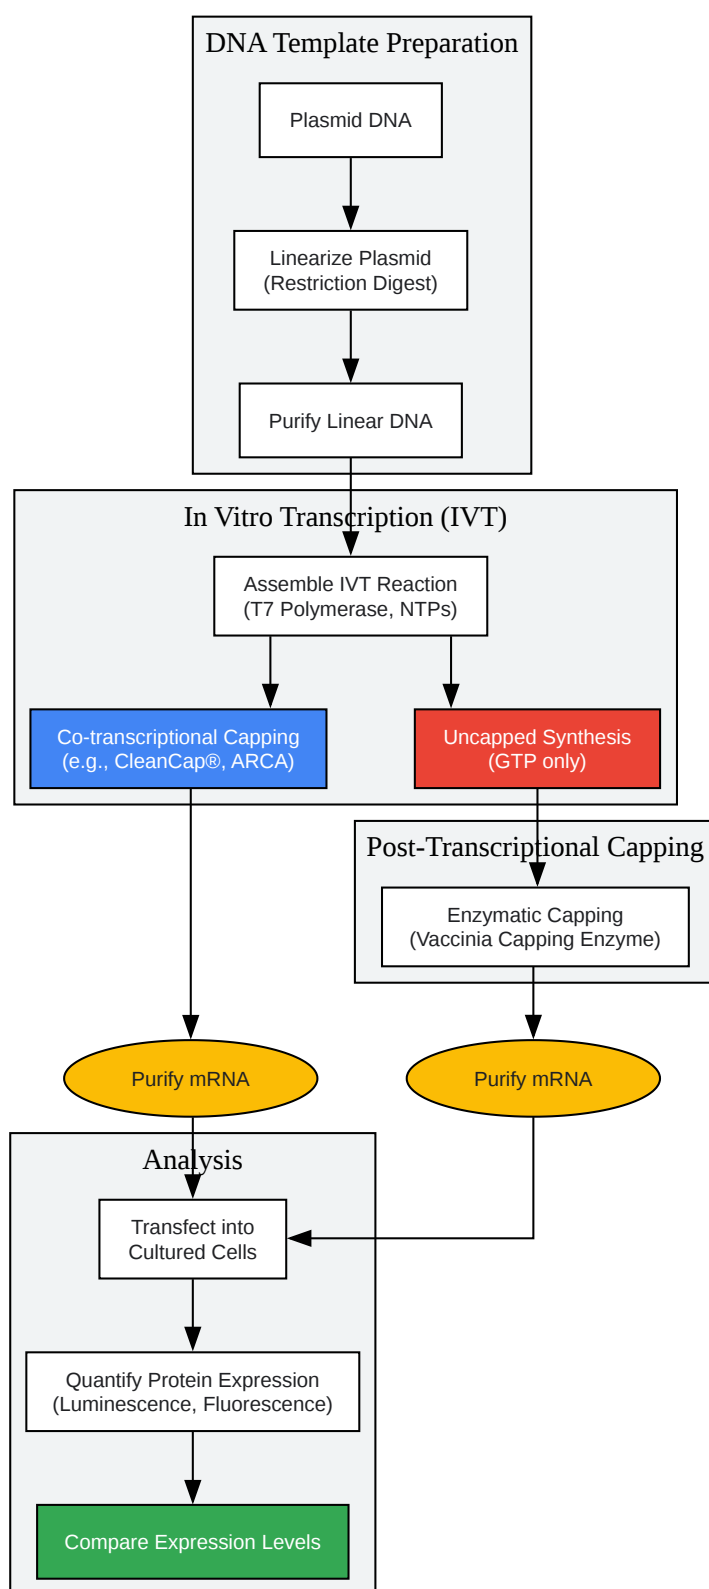 DNA Template Preparation
Plasmid DNA
Linearize Plasmid
(Restriction Digest)
Purify Linear DNA
In Vitro Transcription (IVT)
Assemble IVT Reaction
(T7 Polymerase, NTPs)
Co-transcriptional Capping
(e.g., CleanCap®, ARCA)
Uncapped Synthesis
(GTP only)
Post-Transcriptional Capping
Enzymatic Capping
(Vaccinia Capping Enzyme)
Purify mRNA
Purify mRNA
Analysis
Transfect into
Cultured Cells
Quantify Protein Expression
(Luminescence, Fluorescence)
Compare Expression Levels